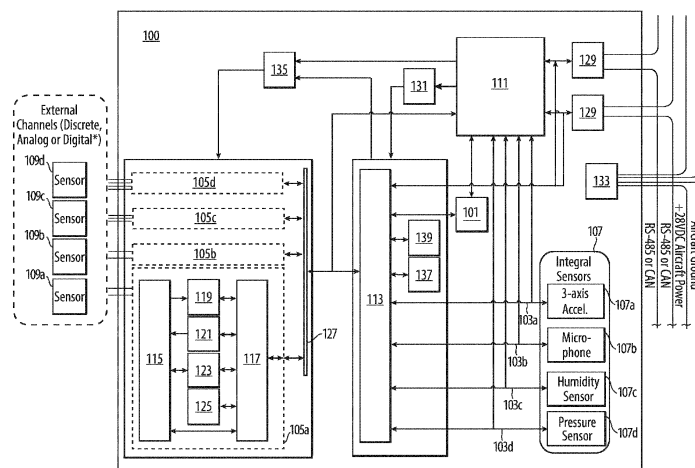 100
135
131
111
129
129
133
101
External
Channels (Discrete,
Analog or Digital*)
109d
Sensor
109c
Sensor
109b
Sensor
109a
Sensor
105d
105c
105b
115
119
121
123
125
117
127
105a
113
139
137
103a
103b
103c
103d
107
Integral
Sensors
3-axis
Accel.
107a
Micro-
phone
107b
Humidity
Sensor
107c
Pressure
Sensor
107d
RS-485 or CAN
RS-485 or CAN
+28VDC Aircraft Power
Aircraft Ground